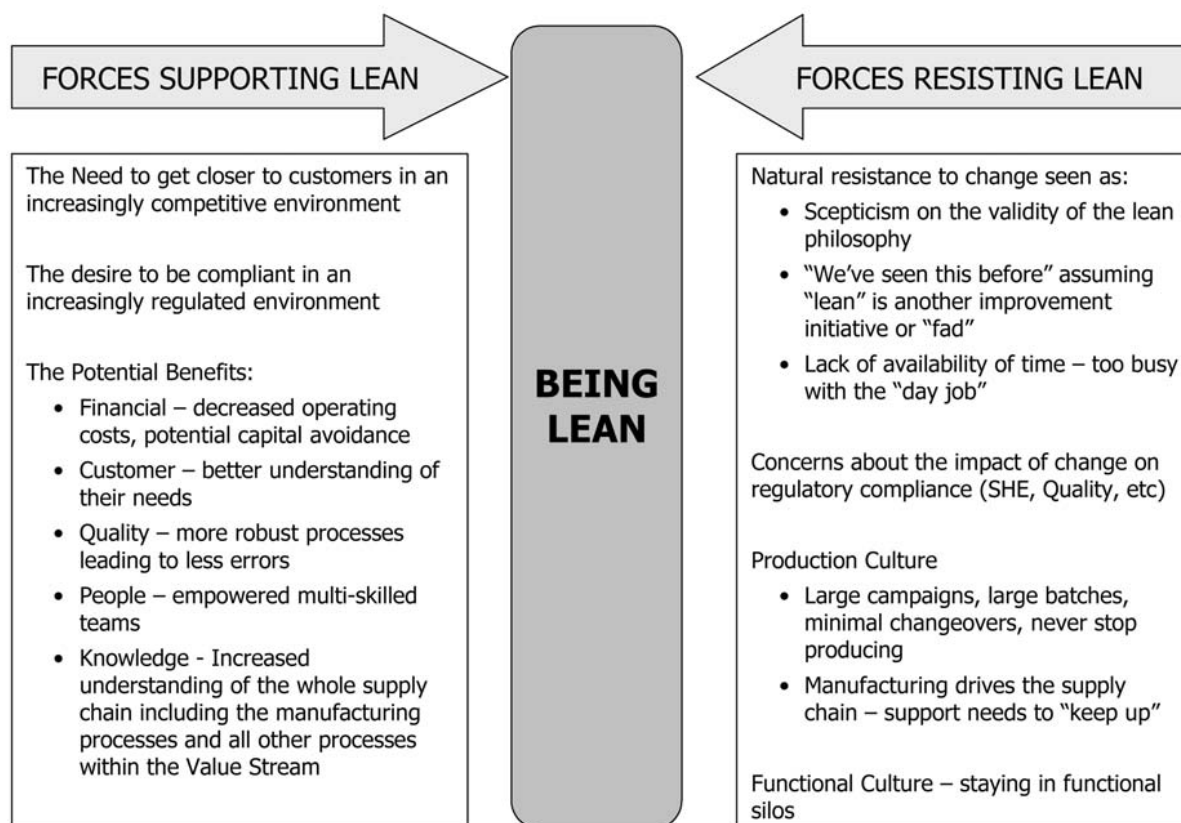 FORCES SUPPORTING LEAN
The Need to get closer to customers in an
increasingly competitive environment
The desire to be compliant in an
increasingly regulated environment
The Potential Benefits:
• Financial – decreased operating
costs, potential capital avoidance
• Customer – better understanding of
their needs
• Quality – more robust processes
leading to less errors
• People – empowered multi-skilled
teams
• Knowledge - Increased
understanding of the whole supply
chain including the manufacturing
processes and all other processes
within the Value Stream
BEING
LEAN
FORCES RESISTING LEAN
Natural resistance to change seen as:
• Scepticism on the validity of the lean
philosophy
• “We’ve seen this before” assuming
“lean” is another improvement
initiative or “fad”
• Lack of availability of time – too busy
with the “day job”
Concerns about the impact of change on
regulatory compliance (SHE, Quality, etc)
Production Culture
• Large campaigns, large batches,
minimal changeovers, never stop
producing
• Manufacturing drives the supply
chain – support needs to “keep up”
Functional Culture – staying in functional
silos